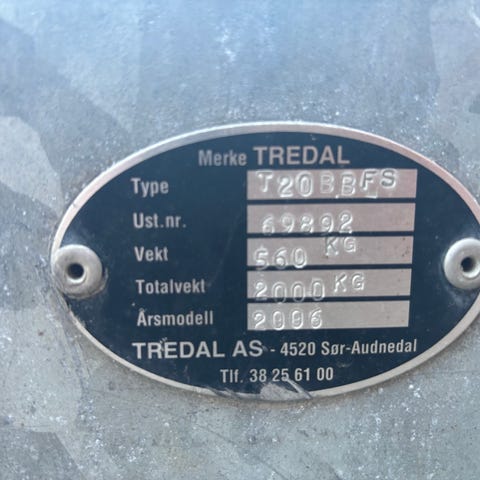 Merke TREDAL
Type T20BBFS
Ust.nr. 69892
Vekt 560 KG
Totalvekt 2000 KG
Årsmodell 2006
TREDAL AS - 4520 Sør-Audnedal
Tlf. 38 25 61 00